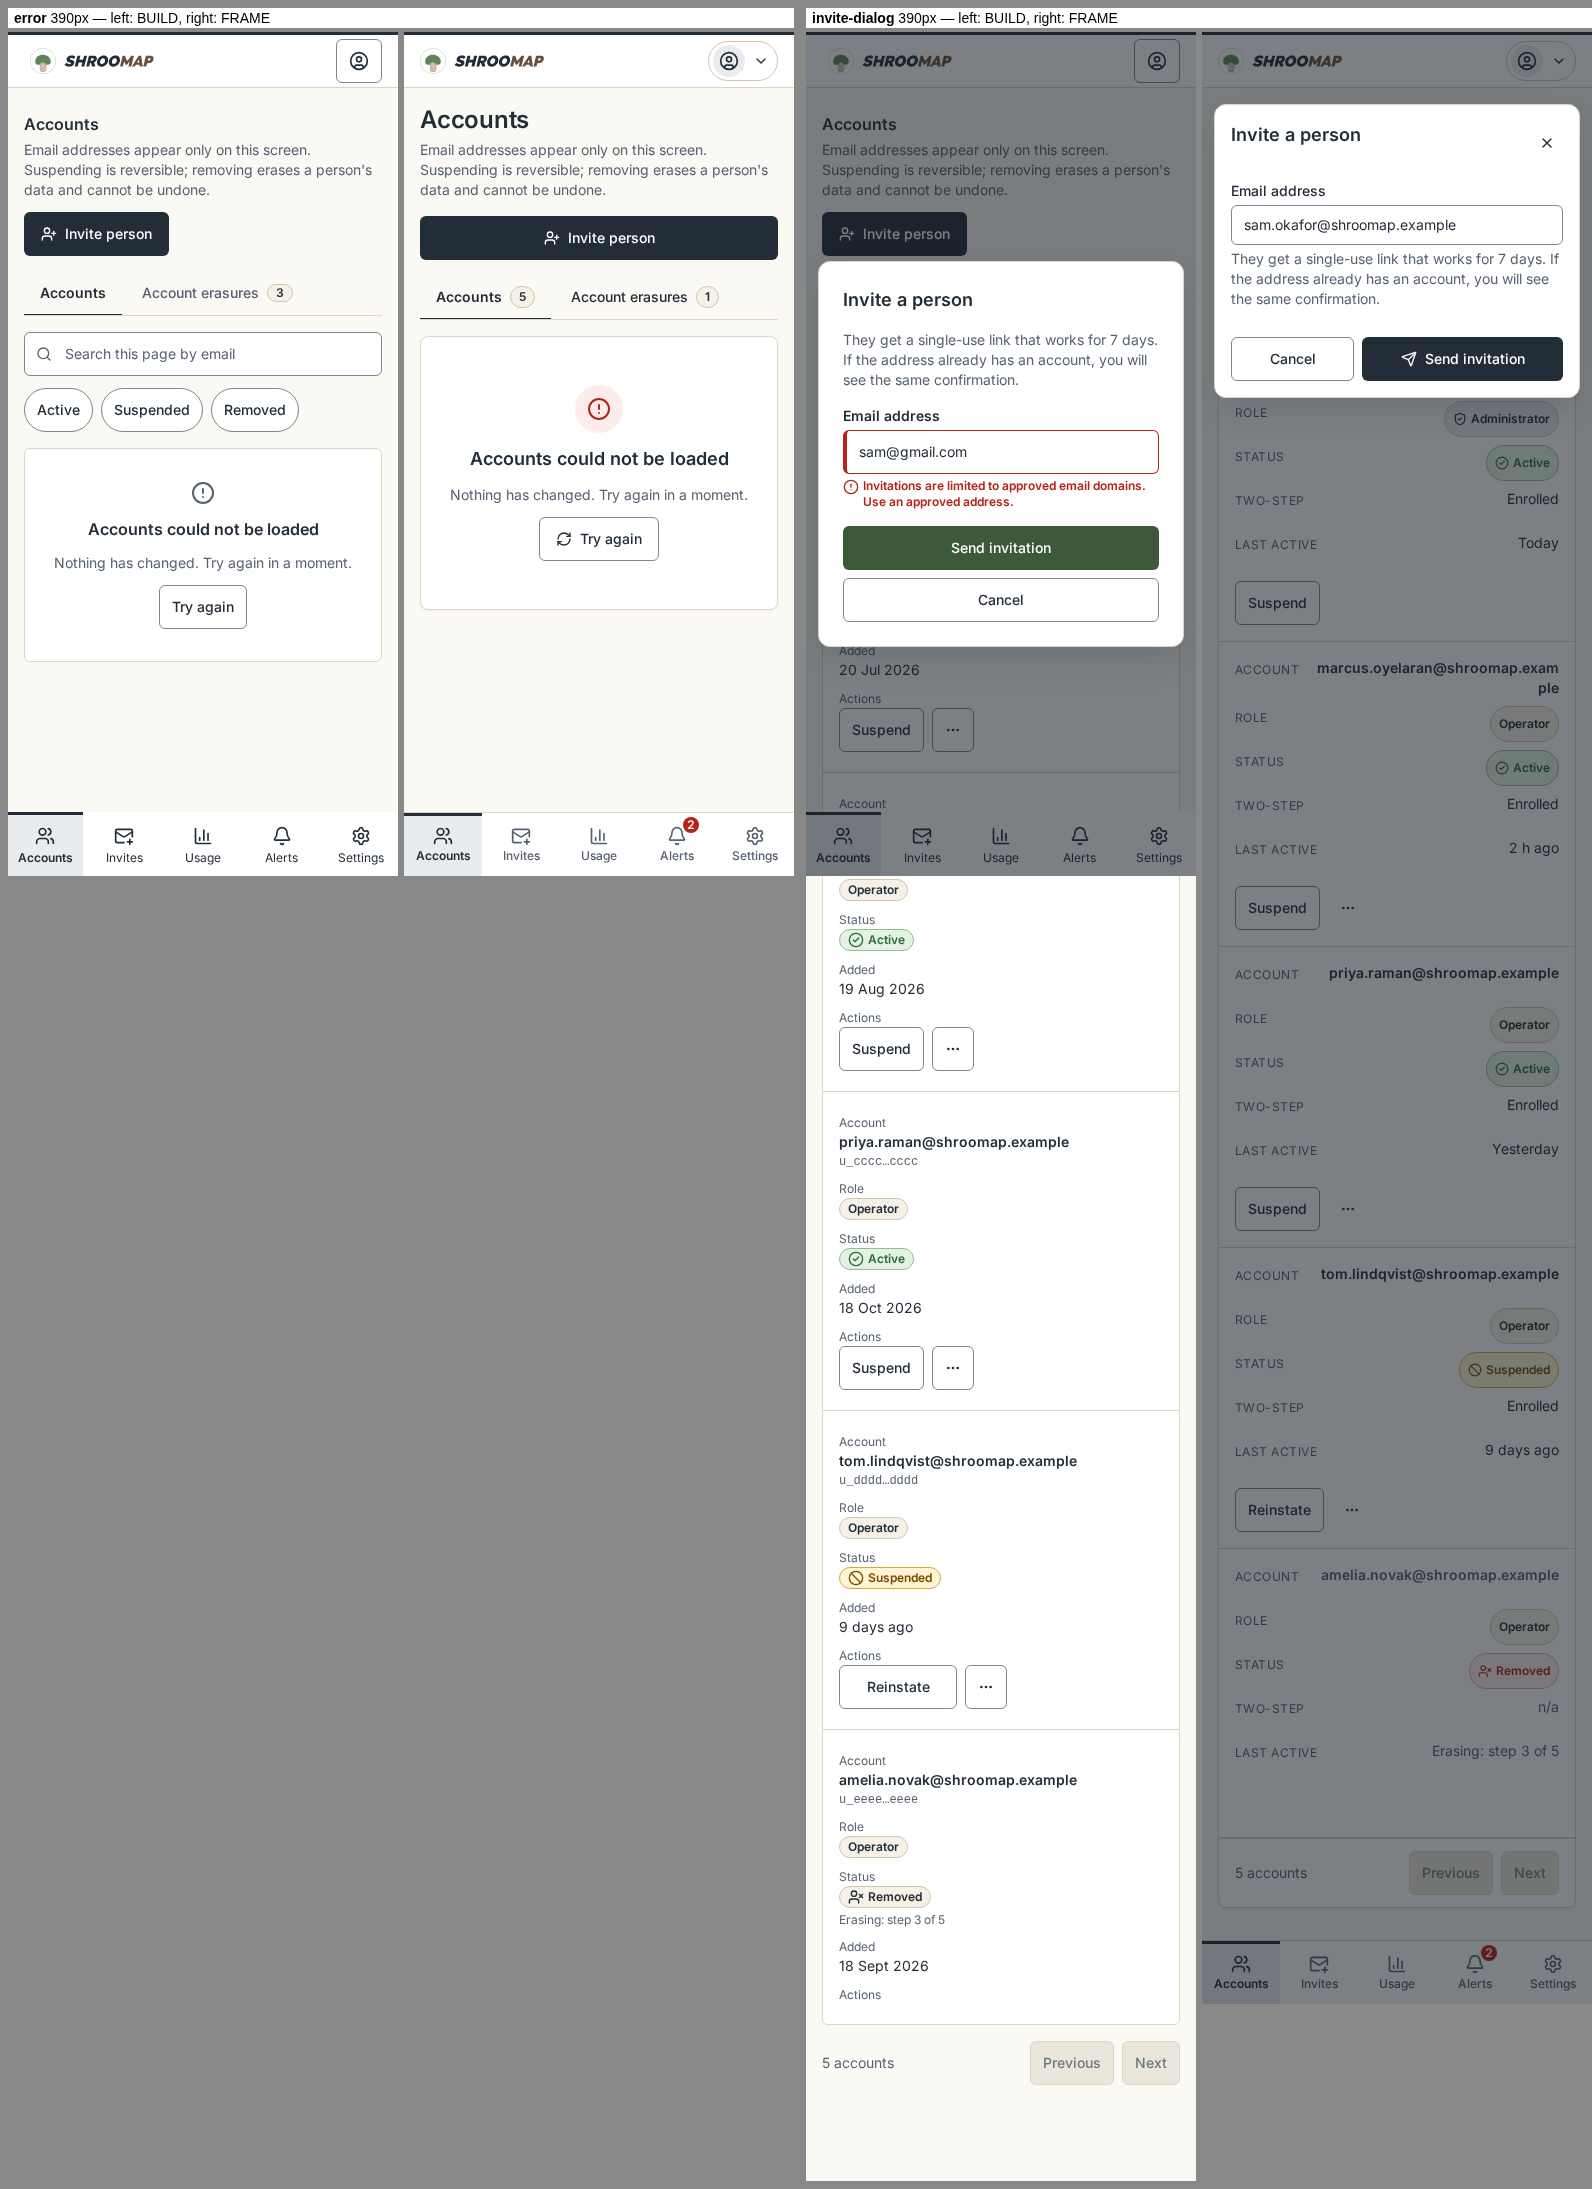 error 390px — left: BUILD, right: FRAME
SHROOMAP
Accounts
Email addresses appear only on this screen.
Suspending is reversible; removing erases a person's
data and cannot be undone.
Invite person
Accounts
Account erasures 3
Search this page by email
Active
Suspended
Removed
Accounts could not be loaded
Nothing has changed. Try again in a moment.
Try again
Accounts
Invites
Usage
Alerts
Settings
SHROOMAP
Accounts
Email addresses appear only on this screen.
Suspending is reversible; removing erases a person's
data and cannot be undone.
Invite person
Accounts 5
Account erasures 1
Accounts could not be loaded
Nothing has changed. Try again in a moment.
Try again
Accounts
Invites
Usage
2
Alerts
Settings
invite-dialog 390px — left: BUILD, right: FRAME
SHROOMAP
Accounts
Email addresses appear only on this screen.
Suspending is reversible; removing erases a person's
data and cannot be undone.
Invite person
Invite a person
They get a single-use link that works for 7 days.
If the address already has an account, you will
see the same confirmation.
Email address
sam@gmail.com
Invitations are limited to approved email domains.
Use an approved address.
Send invitation
Cancel
Added
20 Jul 2026
Actions
Suspend
Account
Accounts
Invites
Usage
Alerts
Settings
Operator
Status
Active
Added
19 Aug 2026
Actions
Suspend
Account
priya.raman@shroomap.example
u_cccc…cccc
Role
Operator
Status
Active
Added
18 Oct 2026
Actions
Suspend
Account
tom.lindqvist@shroomap.example
u_dddd…dddd
Role
Operator
Status
Suspended
Added
9 days ago
Actions
Reinstate
Account
amelia.novak@shroomap.example
u_eeee…eeee
Role
Operator
Status
Removed
Erasing: step 3 of 5
Added
18 Sept 2026
Actions
5 accounts
Previous
Next
SHROOMAP
Invite a person
Email address
sam.okafor@shroomap.example
They get a single-use link that works for 7 days. If
the address already has an account, you will see
the same confirmation.
Cancel
Send invitation
ROLE
Administrator
STATUS
Active
TWO-STEP
Enrolled
LAST ACTIVE
Today
Suspend
ACCOUNT
marcus.oyelaran@shroomap.exam
ple
ROLE
Operator
STATUS
Active
TWO-STEP
Enrolled
LAST ACTIVE
2 h ago
Suspend
ACCOUNT
priya.raman@shroomap.example
ROLE
Operator
STATUS
Active
TWO-STEP
Enrolled
LAST ACTIVE
Yesterday
Suspend
ACCOUNT
tom.lindqvist@shroomap.example
ROLE
Operator
STATUS
Suspended
TWO-STEP
Enrolled
LAST ACTIVE
9 days ago
Reinstate
ACCOUNT
amelia.novak@shroomap.example
ROLE
Operator
STATUS
Removed
TWO-STEP
n/a
LAST ACTIVE
Erasing: step 3 of 5
5 accounts
Previous
Next
Accounts
Invites
Usage
2
Alerts
Settings